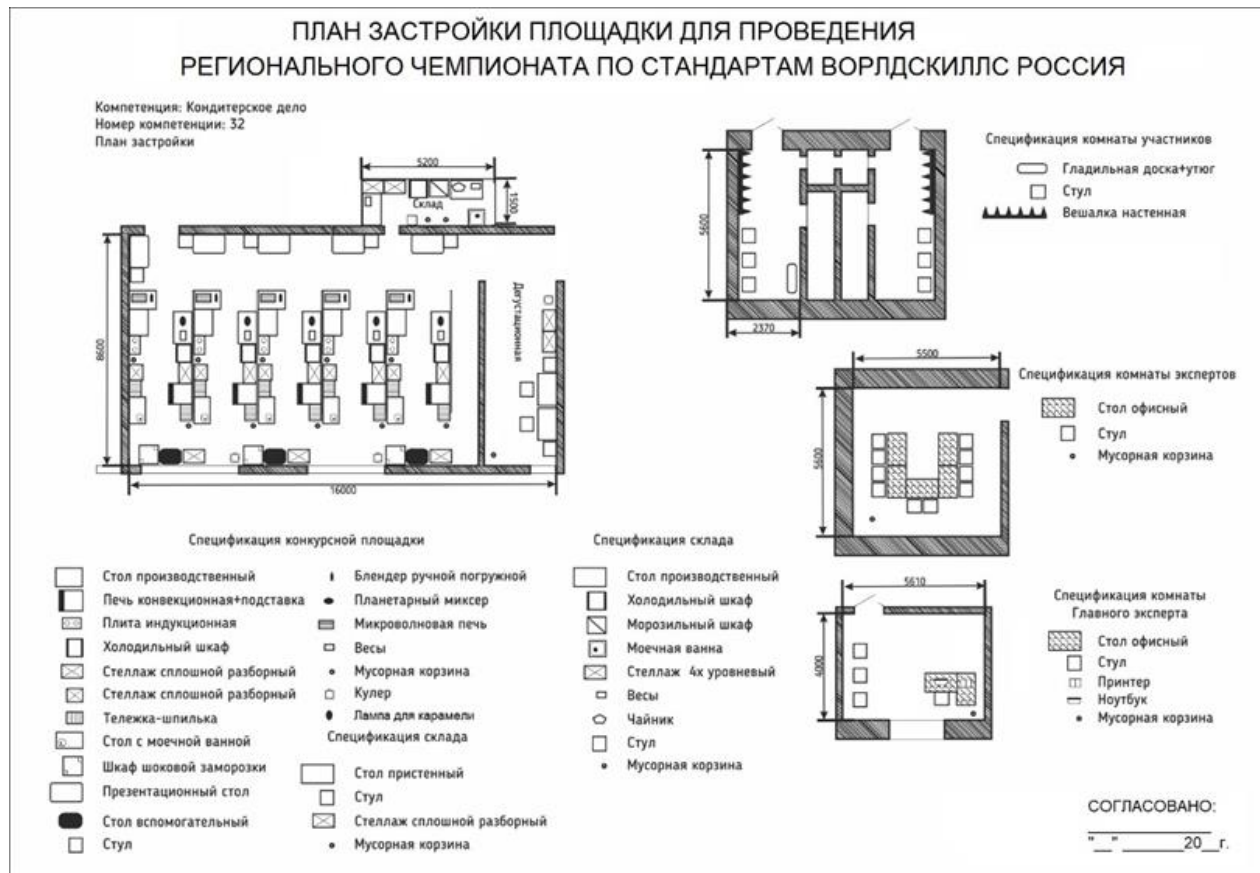 ПЛАН ЗАСТРОЙКИ ПЛОЩАДКИ ДЛЯ ПРОВЕДЕНИЯ
РЕГИОНАЛЬНОГО ЧЕМПИОНАТА ПО СТАНДАРТАМ ВОРЛДСКИЛЛС РОССИЯ
Компетенция: Кондитерское дело
Номер компетенции: 32
План застройки
5200
Склад
1500
8600
Дегустационная
16000
5600
2370
Спецификация комнаты участников
Гладильная доска+утюг
Стул
Вешалка настенная
5500
5600
Спецификация комнаты экспертов
Стол офисный
Стул
Мусорная корзина
5610
4000
Спецификация комнаты
Главного эксперта
Стол офисный
Стул
Принтер
Ноутбук
Мусорная корзина
Спецификация конкурсной площадки
Стол производственный
Печь конвекционная+подставка
Плита индукционная
Холодильный шкаф
Стеллаж сплошной разборный
Стеллаж сплошной разборный
Тележка-шпилька
Стол с моечной ванной
Шкаф шоковой заморозки
Презентационный стол
Стол вспомогательный
Стул
Блендер ручной погружной
Планетарный миксер
Микроволновая печь
Весы
Мусорная корзина
Кулер
Лампа для карамели
Спецификация склада
Стол пристенный
Стул
Стеллаж сплошной разборный
Мусорная корзина
Спецификация склада
Стол производственный
Холодильный шкаф
Морозильный шкаф
Моечная ванна
Стеллаж 4х уровневый
Весы
Чайник
Стул
Мусорная корзина
СОГЛАСОВАНО:
"__" _______20__г.